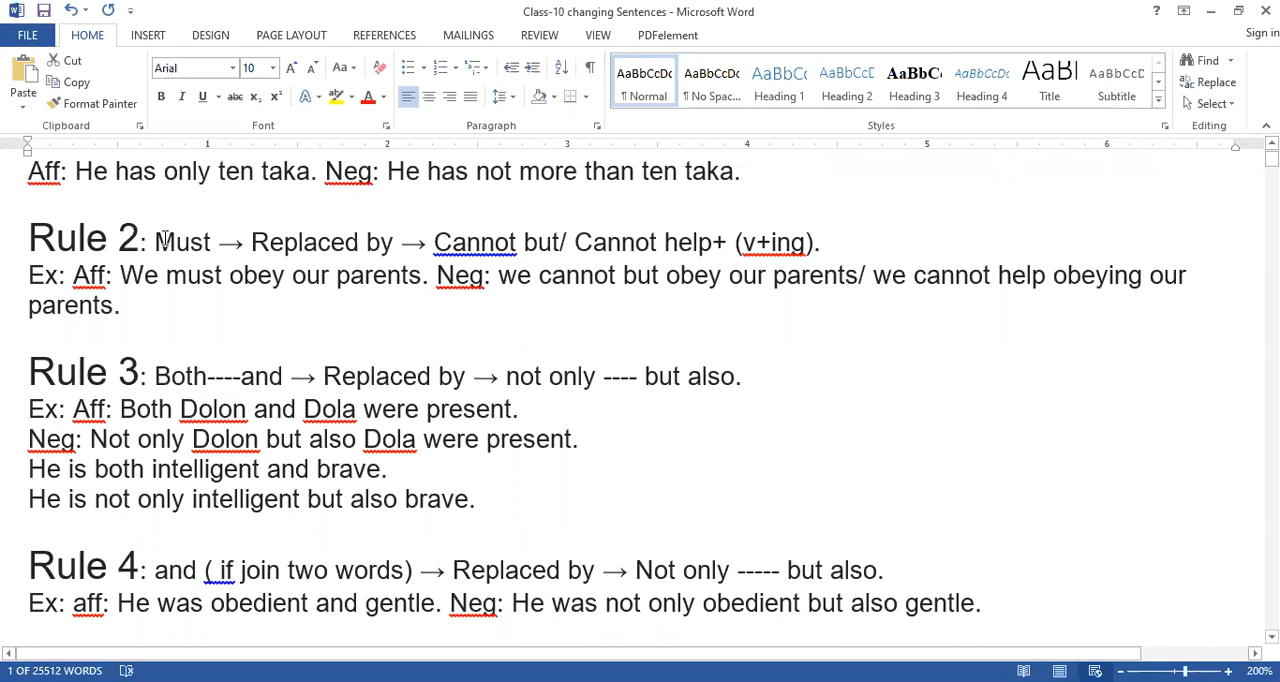 Class-10 changing Sentences - Microsoft Word
Sign in
FILE HOME INSERT DESIGN PAGE LAYOUT REFERENCES MAILINGS REVIEW VIEW PDFelement
Paste
Cut
Copy
Format Painter
Clipboard
Arial 10
Font
Paragraph
AaBbCcDc AaBbCcDc AaBbCc AaBbCcD AaBbCc AaBbCcDc AaBl AaBbCcD
¶ Normal ¶ No Spac... Heading 1 Heading 2 Heading 3 Heading 4 Title Subtitle
Styles
Find
Replace
Select
Editing
1 2 3 4 5 6
Aff: He has only ten taka. Neg: He has not more than ten taka.
Rule 2: Must → Replaced by → Cannot but/ Cannot help+ (v+ing).
Ex: Aff: We must obey our parents. Neg: we cannot but obey our parents/ we cannot help obeying our
parents.
Rule 3: Both----and → Replaced by → not only ---- but also.
Ex: Aff: Both Dolon and Dola were present.
Neg: Not only Dolon but also Dola were present.
He is both intelligent and brave.
He is not only intelligent but also brave.
Rule 4: and ( if join two words) → Replaced by → Not only ----- but also.
Ex: aff: He was obedient and gentle. Neg: He was not only obedient but also gentle.
1 OF 25512 WORDS
200%